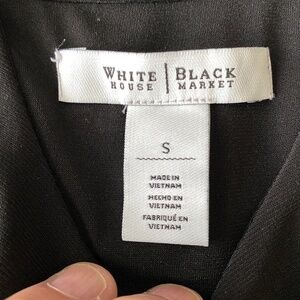 WHITE | BLACK
HOUSE | MARKET
S
MADE IN
VIETNAM
HECHO EN
VIETNAM
FABRIQUÉ EN
VIETNAM